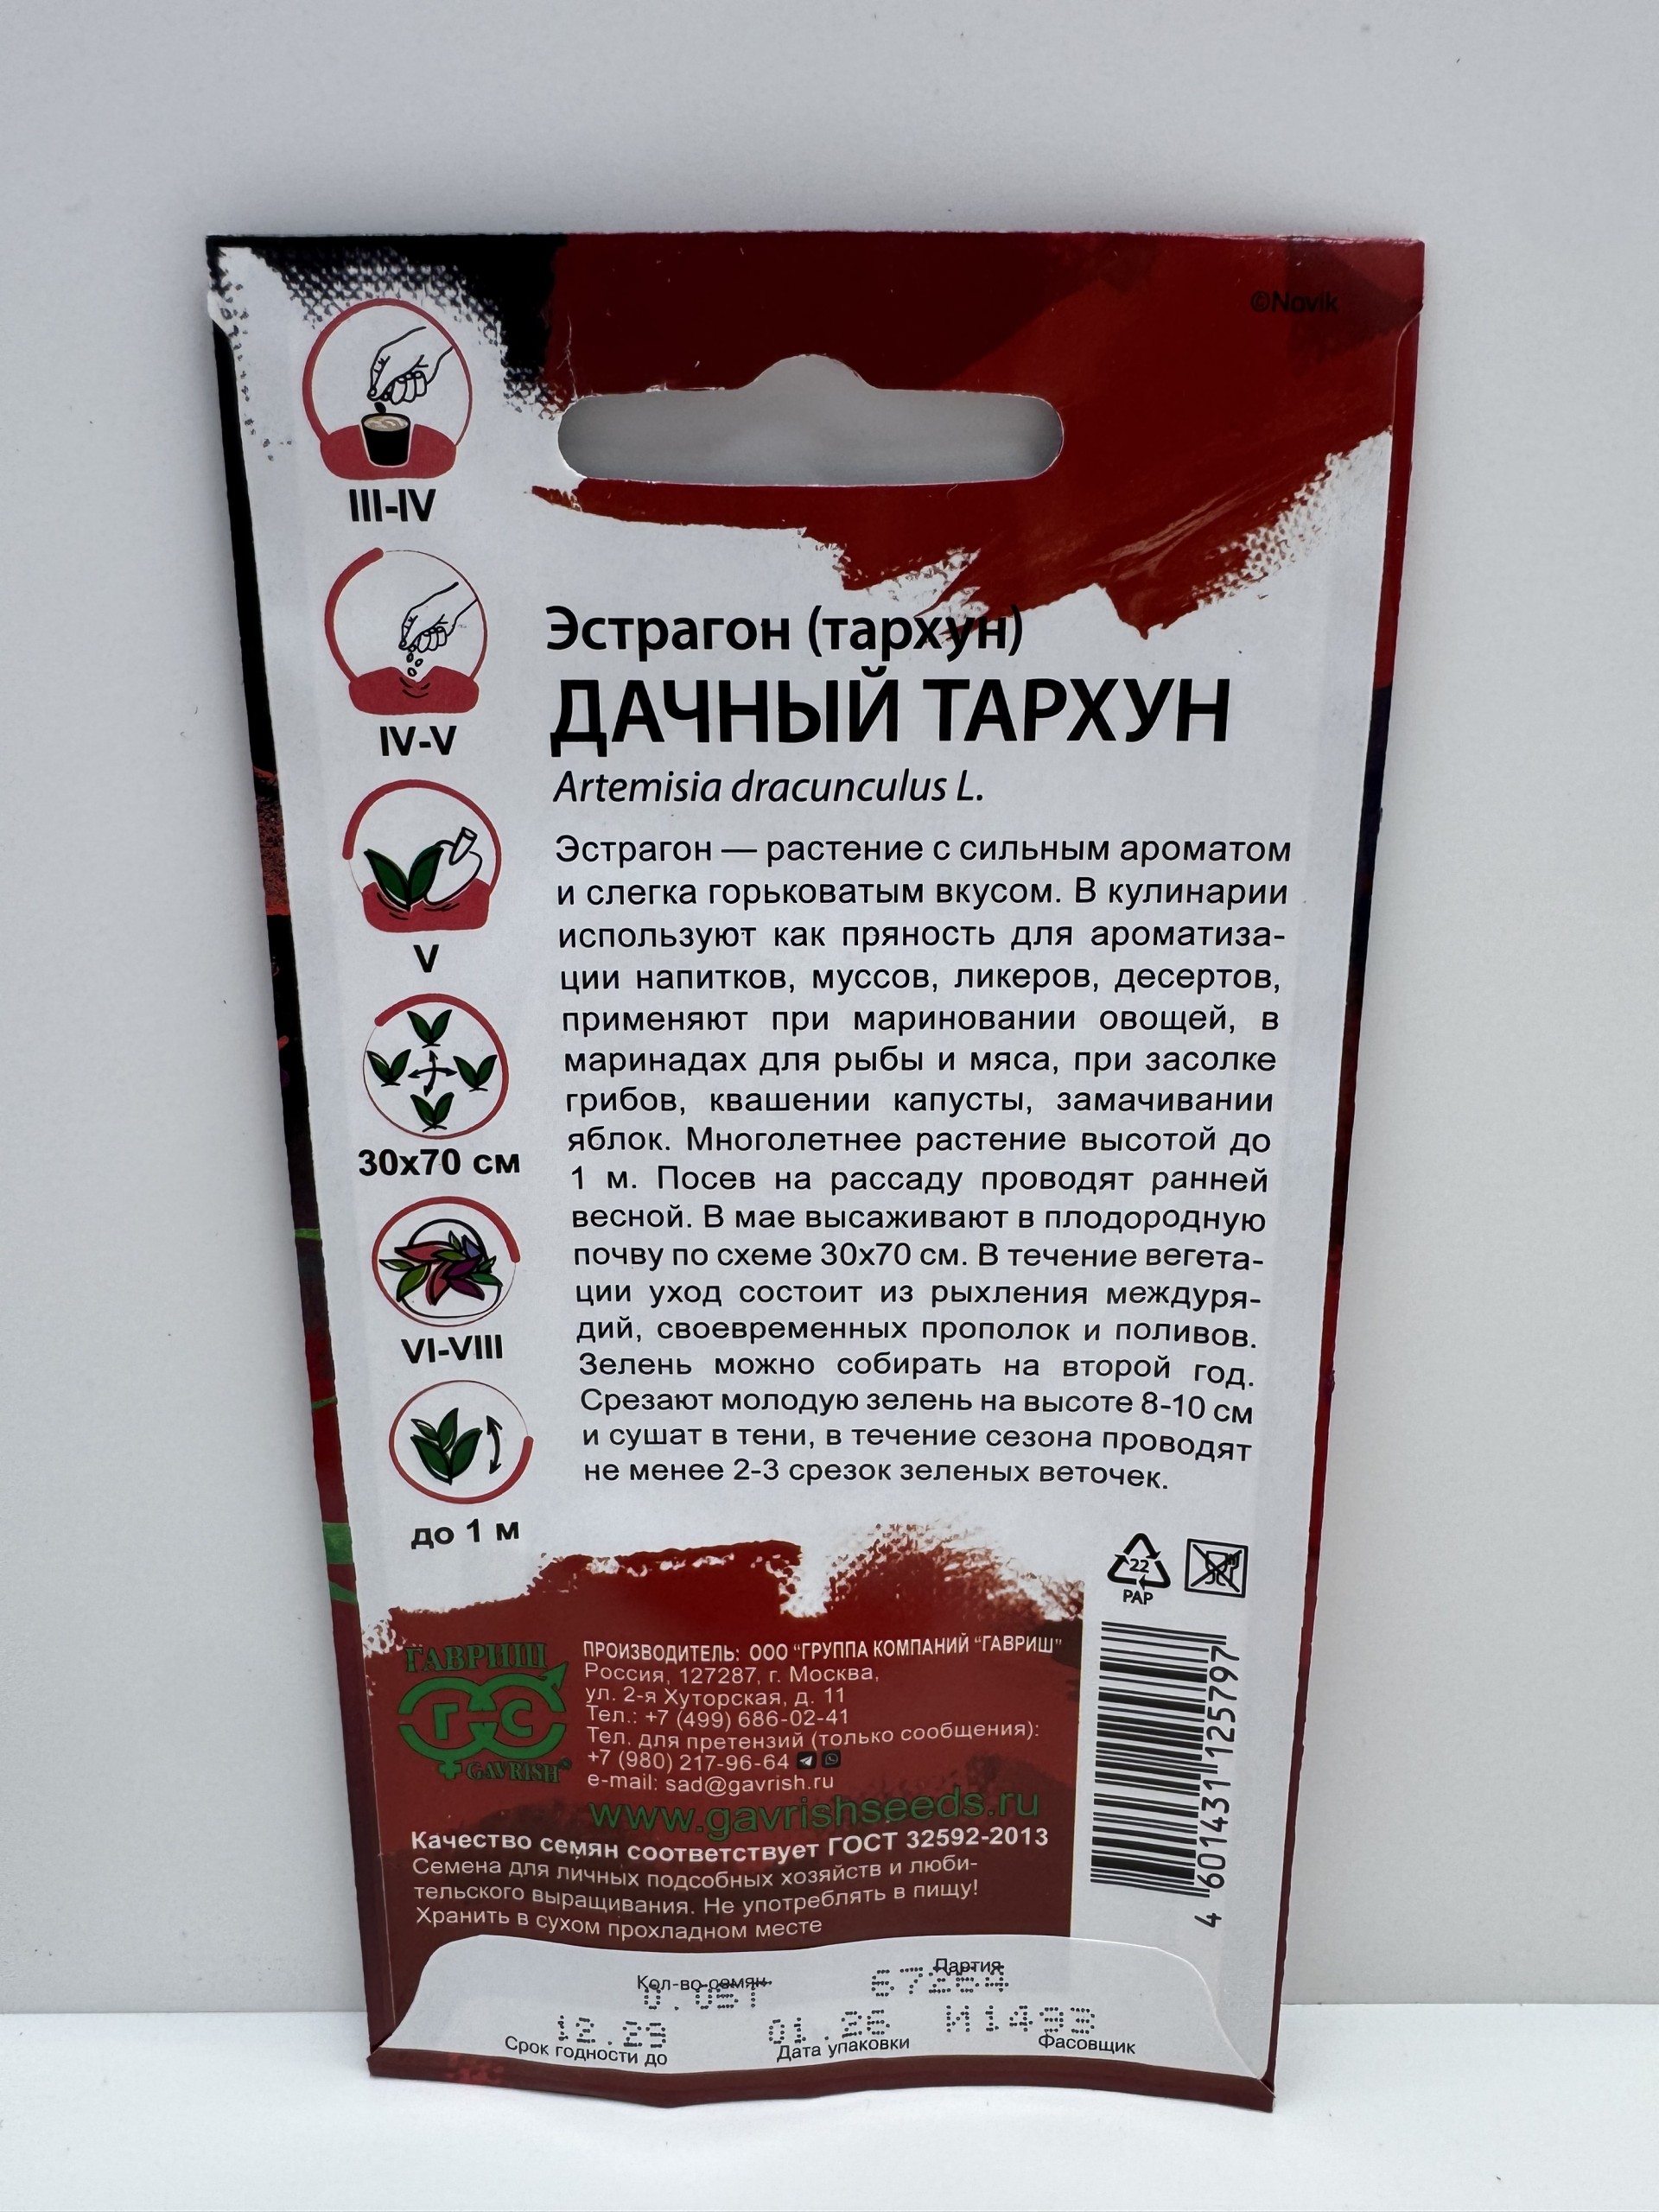 ©Novik
III-IV
IV-V
V
30х70 см
VI-VIII
до 1 м
Эстрагон (тархун)
ДАЧНЫЙ ТАРХУН
Artemisia dracunculus L.
Эстрагон — растение с сильным ароматом
и слегка горьковатым вкусом. В кулинарии
используют как пряность для ароматиза-
ции напитков, муссов, ликеров, десертов,
применяют при мариновании овощей, в
маринадах для рыбы и мяса, при засолке
грибов, квашении капусты, замачивании
яблок. Многолетнее растение высотой до
1 м. Посев на рассаду проводят ранней
весной. В мае высаживают в плодородную
почву по схеме 30х70 см. В течение вегета-
ции уход состоит из рыхления междуря-
дий, своевременных прополок и поливов.
Зелень можно собирать на второй год.
Срезают молодую зелень на высоте 8-10 см
и сушат в тени, в течение сезона проводят
не менее 2-3 срезок зеленых веточек.
22
PAP
ГАВРИШ
ГС
GAVRISH®
ПРОИЗВОДИТЕЛЬ: ООО "ГРУППА КОМПАНИЙ "ГАВРИШ"
Россия, 127287, г. Москва,
ул. 2-я Хуторская, д. 11
Тел.: +7 (499) 686-02-41
Тел. для претензий (только сообщения):
+7 (980) 217-96-64
e-mail: sad@gavrish.ru
www.gavrishseeds.ru
Качество семян соответствует ГОСТ 32592-2013
Семена для личных подсобных хозяйств и люби-
тельского выращивания. Не употреблять в пищу!
Хранить в сухом прохладном месте
4 601431 125797
Кол-во семян Партия
0.05Г 67264
12.29 01.26 И1493
Срок годности до Дата упаковки Фасовщик